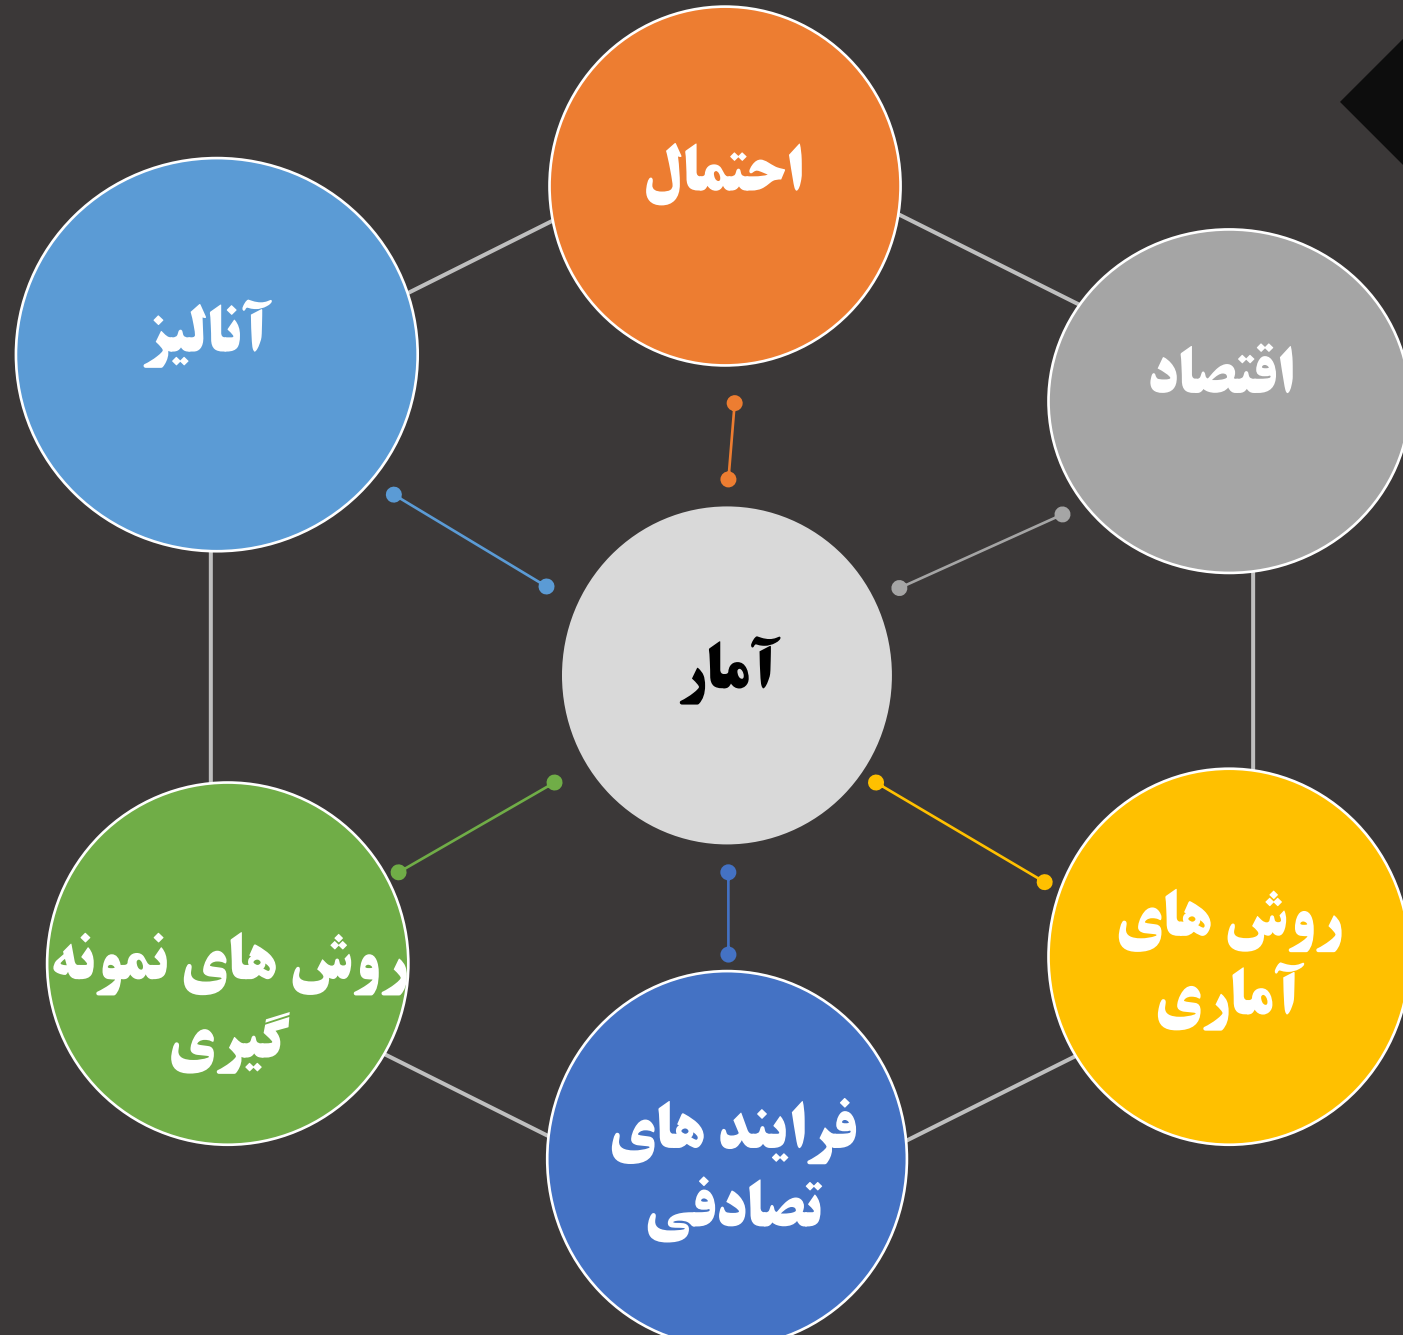 احتمال
آنالیز
اقتصاد
آمار
روش های
آماری
روش های نمونه
گیری
فرایند های
تصادفی